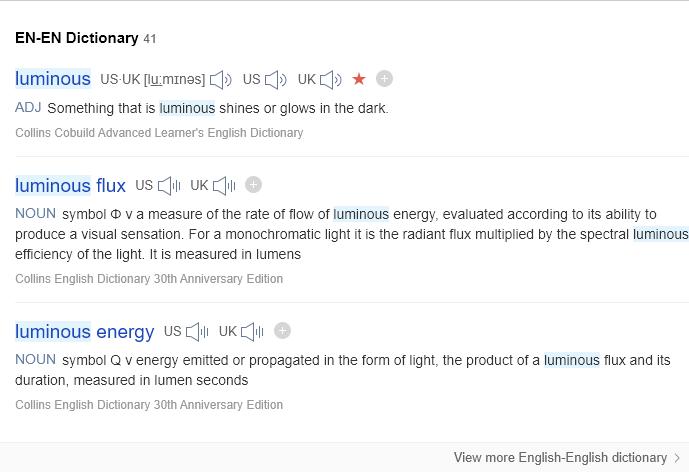 EN-EN Dictionary 41
luminous US·UK [lu:mɪnəs] US UK
ADJ Something that is luminous shines or glows in the dark.
Collins Cobuild Advanced Learner's English Dictionary
luminous flux US UK
NOUN symbol Φ v a measure of the rate of flow of luminous energy, evaluated according to its ability to
produce a visual sensation. For a monochromatic light it is the radiant flux multiplied by the spectral luminous
efficiency of the light. It is measured in lumens
Collins English Dictionary 30th Anniversary Edition
luminous energy US UK
NOUN symbol Q v energy emitted or propagated in the form of light, the product of a luminous flux and its
duration, measured in lumen seconds
Collins English Dictionary 30th Anniversary Edition
View more English-English dictionary